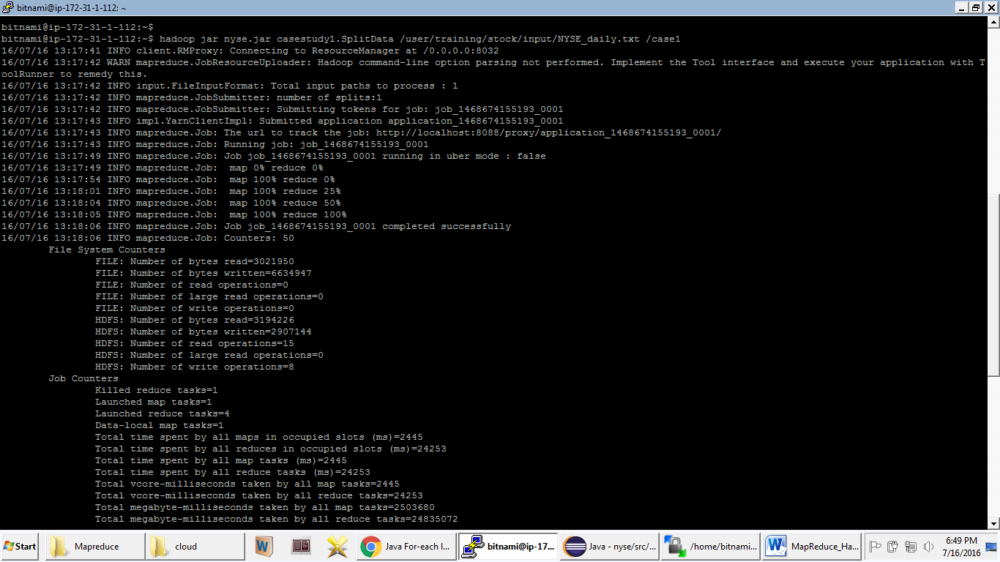 bitnami@ip-172-31-1-112: ~
bitnami@ip-172-31-1-112:~$
bitnami@ip-172-31-1-112:~$ hadoop jar nyse.jar casestudy1.SplitData /user/training/stock/input/NYSE_daily.txt /case1
16/07/16 13:17:41 INFO client.RMProxy: Connecting to ResourceManager at /0.0.0.0:8032
16/07/16 13:17:42 WARN mapreduce.JobResourceUploader: Hadoop command-line option parsing not performed. Implement the Tool interface and execute your application with T
oolRunner to remedy this.
16/07/16 13:17:42 INFO input.FileInputFormat: Total input paths to process : 1
16/07/16 13:17:42 INFO mapreduce.JobSubmitter: number of splits:1
16/07/16 13:17:42 INFO mapreduce.JobSubmitter: Submitting tokens for job: job_1468674155193_0001
16/07/16 13:17:43 INFO impl.YarnClientImpl: Submitted application application_1468674155193_0001
16/07/16 13:17:43 INFO mapreduce.Job: The url to track the job: http://localhost:8088/proxy/application_1468674155193_0001/
16/07/16 13:17:43 INFO mapreduce.Job: Running job: job_1468674155193_0001
16/07/16 13:17:49 INFO mapreduce.Job: Job job_1468674155193_0001 running in uber mode : false
16/07/16 13:17:49 INFO mapreduce.Job:  map 0% reduce 0%
16/07/16 13:17:54 INFO mapreduce.Job:  map 100% reduce 0%
16/07/16 13:18:01 INFO mapreduce.Job:  map 100% reduce 25%
16/07/16 13:18:04 INFO mapreduce.Job:  map 100% reduce 50%
16/07/16 13:18:05 INFO mapreduce.Job:  map 100% reduce 100%
16/07/16 13:18:06 INFO mapreduce.Job: Job job_1468674155193_0001 completed successfully
16/07/16 13:18:06 INFO mapreduce.Job: Counters: 50
File System Counters
FILE: Number of bytes read=3021950
FILE: Number of bytes written=6634947
FILE: Number of read operations=0
FILE: Number of large read operations=0
FILE: Number of write operations=0
HDFS: Number of bytes read=3194226
HDFS: Number of bytes written=2907144
HDFS: Number of read operations=15
HDFS: Number of large read operations=0
HDFS: Number of write operations=8
Job Counters
Killed reduce tasks=1
Launched map tasks=1
Launched reduce tasks=4
Data-local map tasks=1
Total time spent by all maps in occupied slots (ms)=2445
Total time spent by all reduces in occupied slots (ms)=24253
Total time spent by all map tasks (ms)=2445
Total time spent by all reduce tasks (ms)=24253
Total vcore-milliseconds taken by all map tasks=2445
Total vcore-milliseconds taken by all reduce tasks=24253
Total megabyte-milliseconds taken by all map tasks=2503680
Total megabyte-milliseconds taken by all reduce tasks=24835072
Start Mapreduce cloud Java For-each l... bitnami@ip-17... Java - nyse/src/... /home/bitnami... MapReduce_Ha... 6:49 PM
7/16/2016